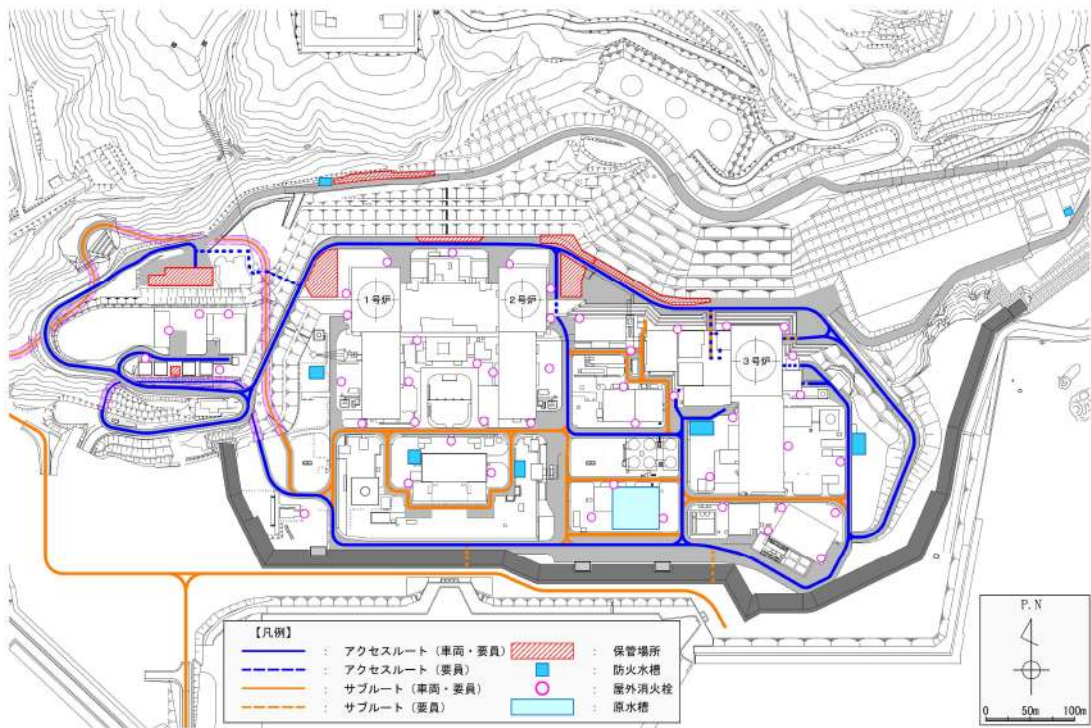 1号炉
2号炉
3号炉
【凡例】
: アクセスルート（車両・要員）
: アクセスルート（要員）
: サブルート（車両・要員）
: サブルート（要員）
: 保管場所
: 防火水槽
: 屋外消火栓
: 原水槽
P.N
0 50m 100m